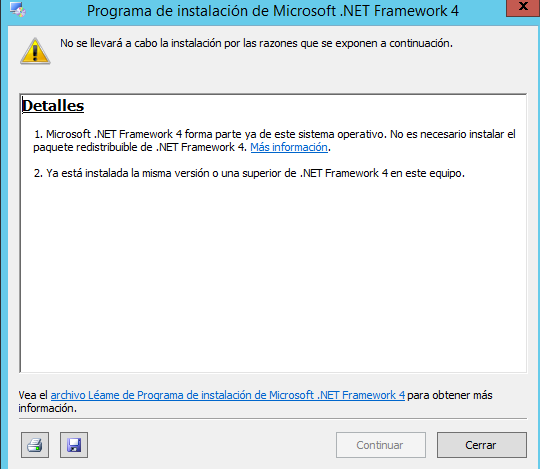 Programa de instalación de Microsoft .NET Framework 4
x
No se llevará a cabo la instalación por las razones que se exponen a continuación.
Detalles
1. Microsoft .NET Framework 4 forma parte ya de este sistema operativo. No es necesario instalar el
paquete redistribuible de .NET Framework 4. Más información.
2. Ya está instalada la misma versión o una superior de .NET Framework 4 en este equipo.
Vea el archivo Léame de Programa de instalación de Microsoft .NET Framework 4 para obtener más
información.
Continuar Cerrar